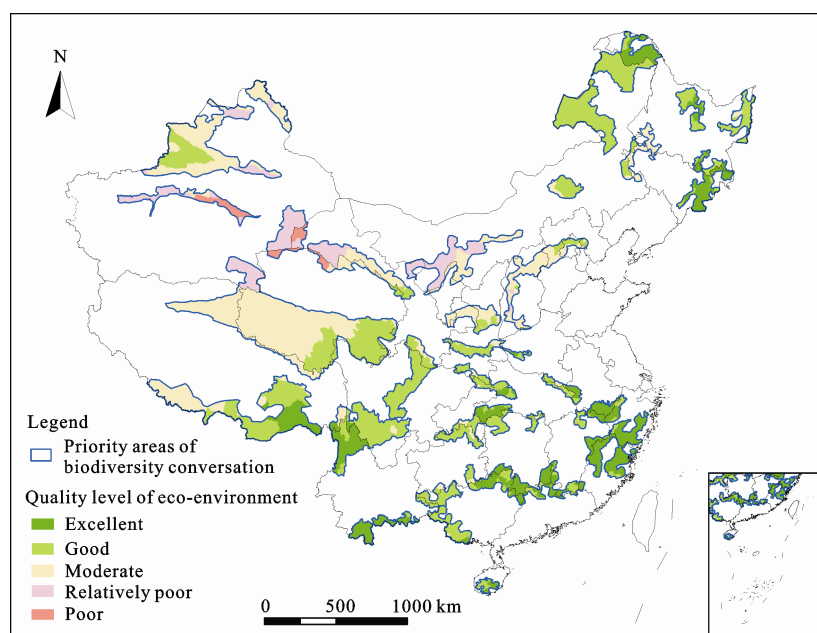 N
Legend
Priority areas of
biodiversity conversation
Quality level of eco-environment
Excellent
Good
Moderate
Relatively poor
Poor
0 500 1000 km